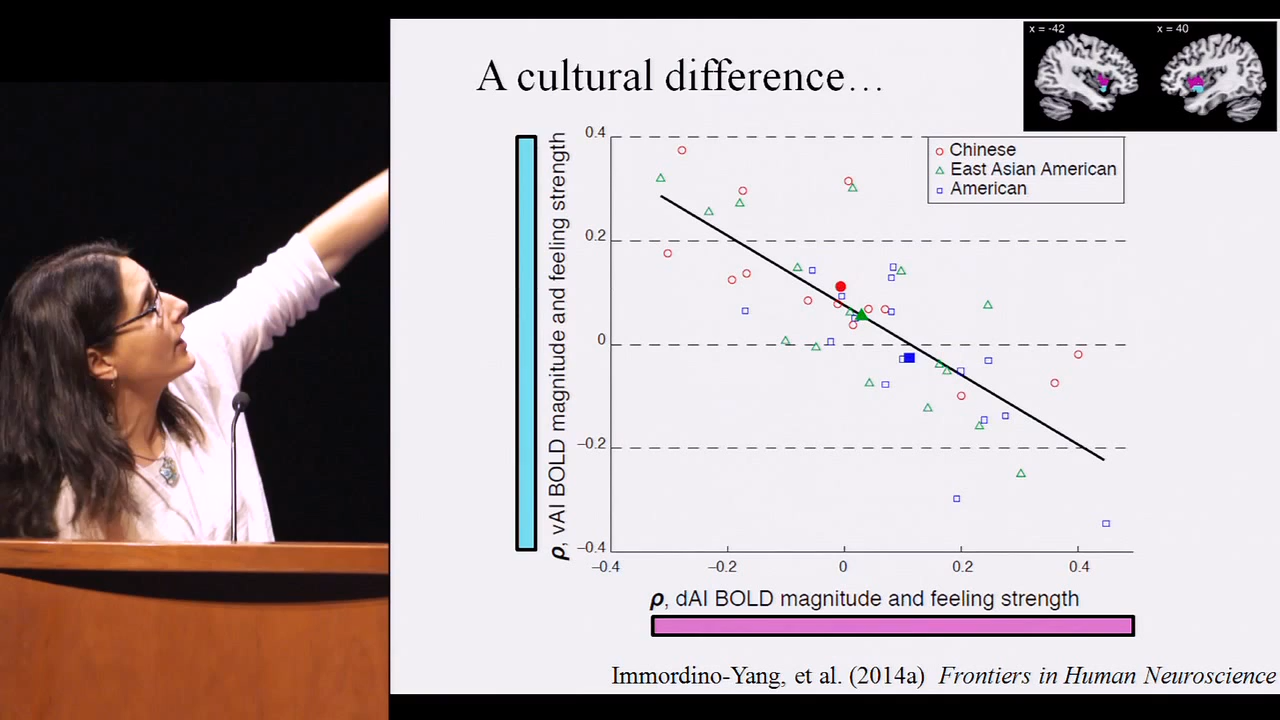 A cultural difference…
x = -42
x = 40
0.4
0.2
0
−0.2
−0.4
−0.4
−0.2
0
0.2
0.4
Chinese
East Asian American
American
ρ, vAI BOLD magnitude and feeling strength
ρ, dAI BOLD magnitude and feeling strength
Immordino-Yang, et al. (2014a) Frontiers in Human Neuroscience